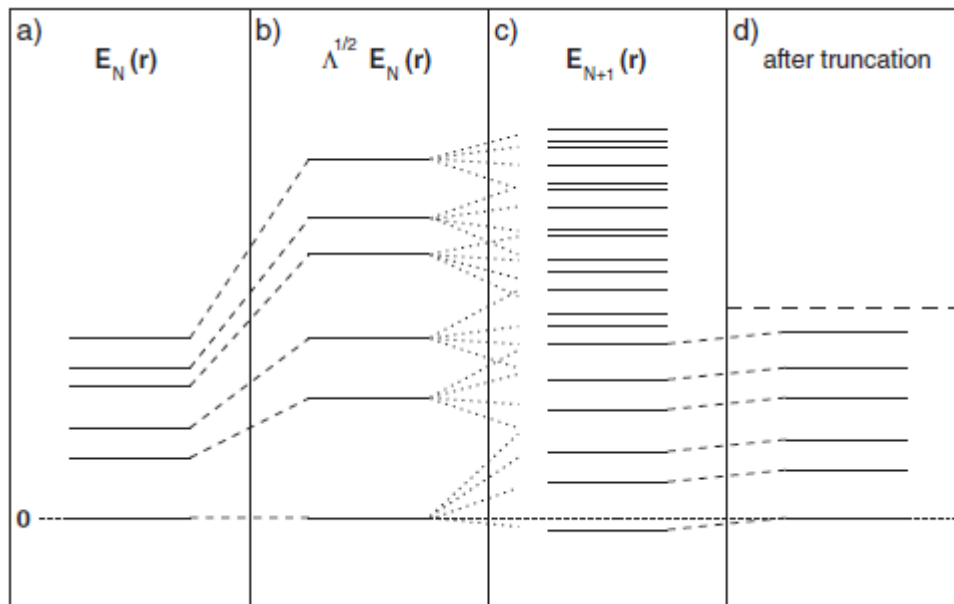 a)
E_N (r)
b)
Λ^1/2 E_N (r)
c)
E_N+1 (r)
d)
after truncation
0